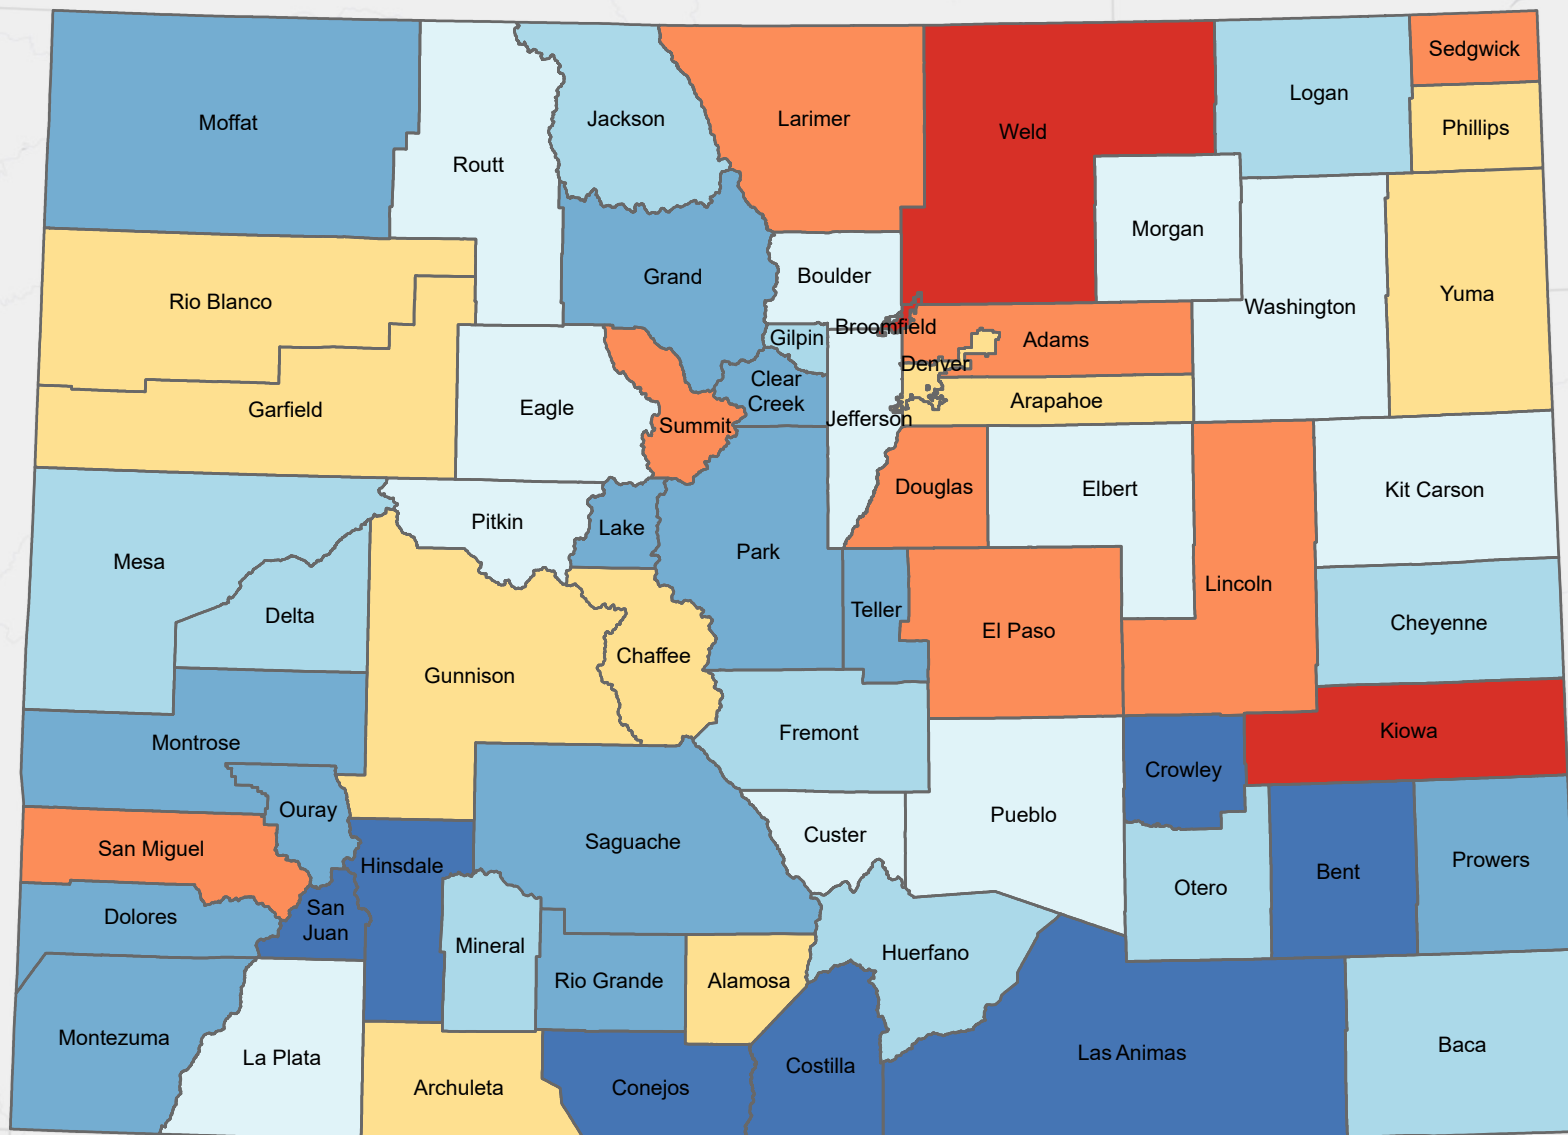 Sedgwick
Logan
Moffat
Jackson
Larimer
Weld
Phillips
Routt
Morgan
Grand
Boulder
Yuma
Rio Blanco
Washington
Broomfield
Gilpin
Adams
Denver
Clear
Creek
Arapahoe
Eagle
Garfield
Jefferson
Summit
Douglas
Elbert
Kit Carson
Pitkin
Lake
Park
Mesa
Lincoln
Teller
Delta
Cheyenne
El Paso
Chaffee
Gunnison
Kiowa
Fremont
Montrose
Crowley
Ouray
Pueblo
Custer
Saguache
San Miguel
Hinsdale
Prowers
Bent
Otero
San
Juan
Dolores
Mineral
Huerfano
Rio Grande
Alamosa
Montezuma
Baca
Las Animas
La Plata
Costilla
Archuleta
Conejos